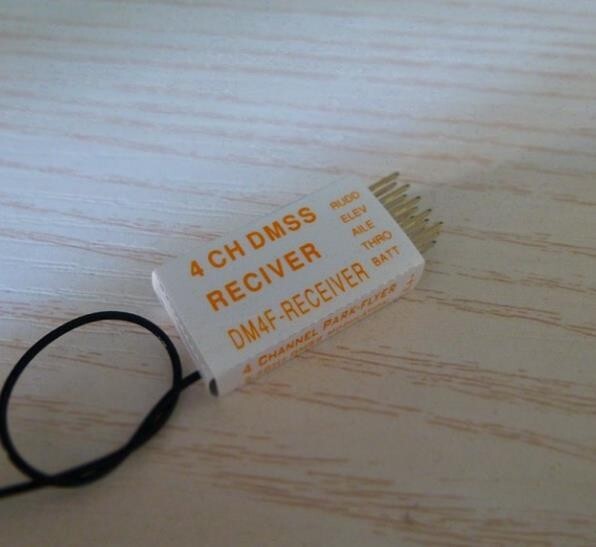 4 CH DMSS
RECIVER
DM4F-RECEIVER
RUDD
ELEV
AILE
THRO
BATT
4 CHANNEL PARK-FLYER